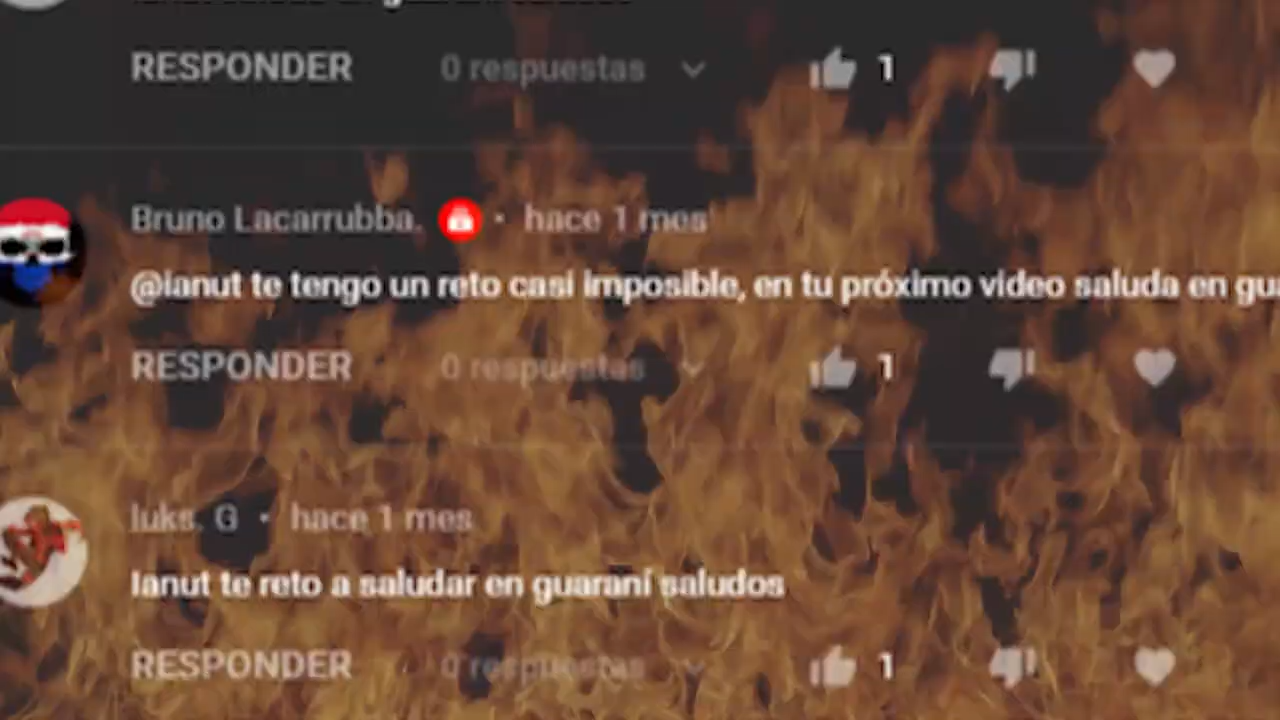 RESPONDER 0 respuestas 1
Bruno Lacarrubba. · hace 1 mes
@ianut te tengo un reto casi imposible, en tu próximo video saluda en
RESPONDER 0 respuestas 1
luks. G · hace 1 mes
Ianut te reto a saludar en guaraní saludos
RESPONDER 0 respuestas 1